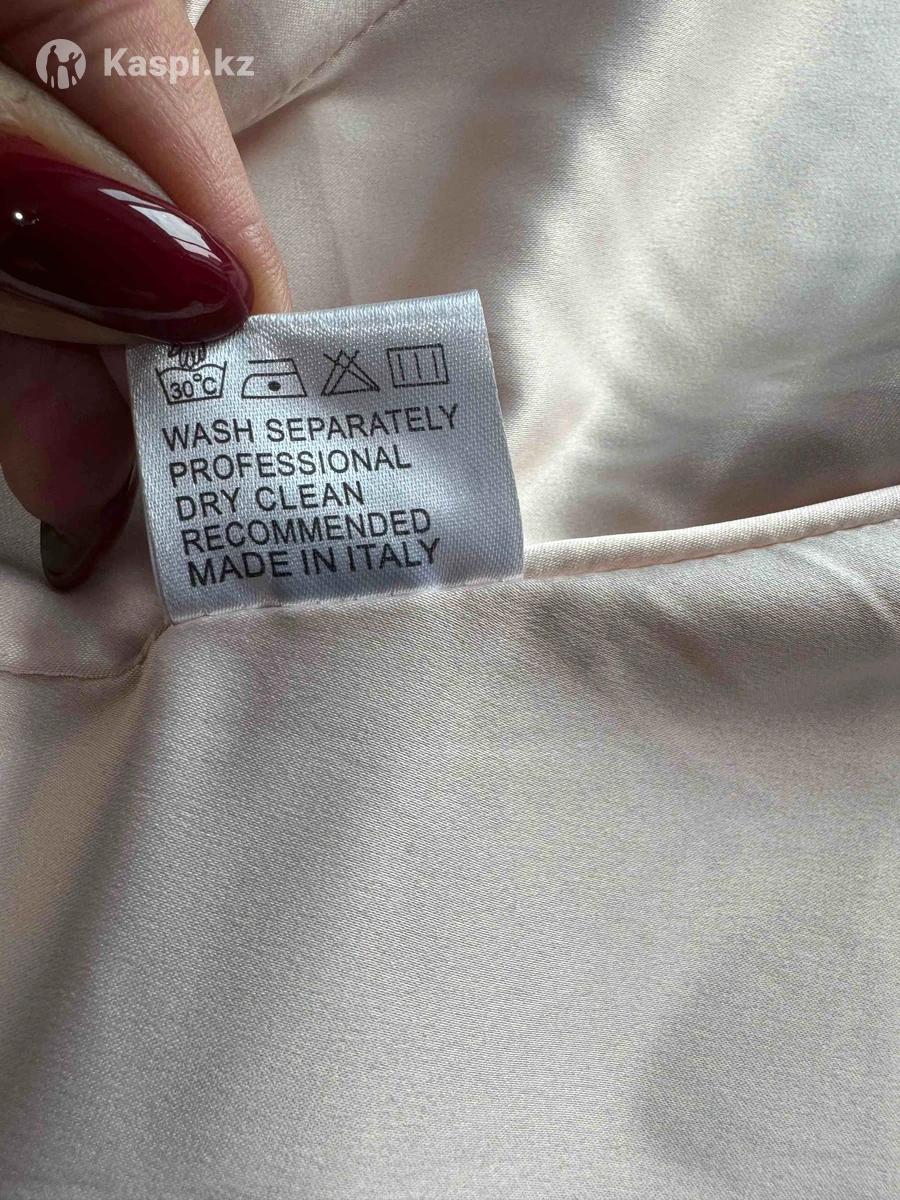 Kaspi.kz
30°C
WASH SEPARATELY
PROFESSIONAL
DRY CLEAN
RECOMMENDED
MADE IN ITALY